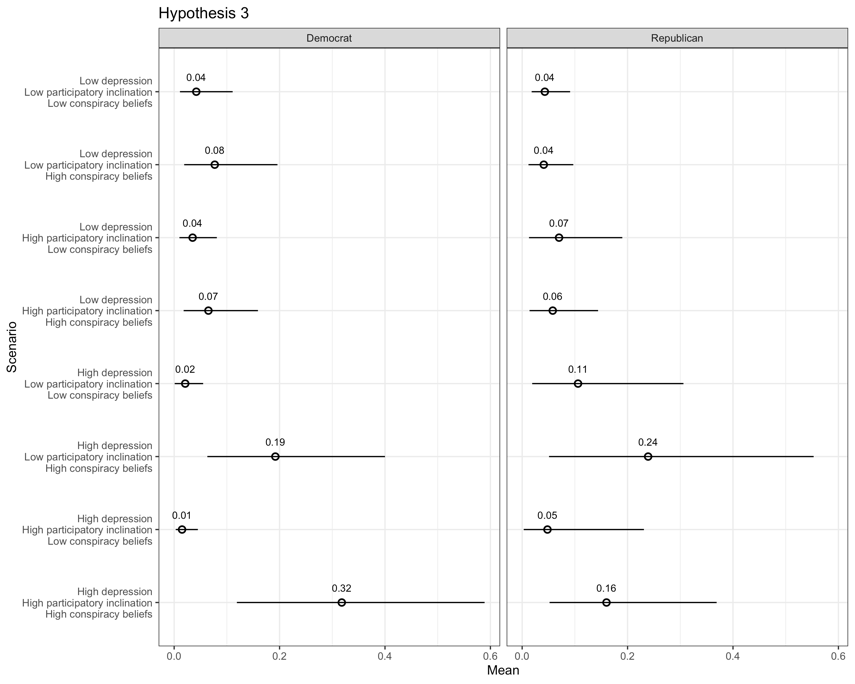 Hypothesis 3
Democrat
Republican
Scenario
Low depression
Low participatory inclination
Low conspiracy beliefs
0.04
0.04
Low depression
Low participatory inclination
High conspiracy beliefs
0.08
0.04
Low depression
High participatory inclination
Low conspiracy beliefs
0.04
0.07
Low depression
High participatory inclination
High conspiracy beliefs
0.07
0.06
High depression
Low participatory inclination
Low conspiracy beliefs
0.02
0.11
High depression
Low participatory inclination
High conspiracy beliefs
0.19
0.24
High depression
High participatory inclination
Low conspiracy beliefs
0.01
0.05
High depression
High participatory inclination
High conspiracy beliefs
0.32
0.16
0.0 0.2 0.4 0.6
0.0 0.2 0.4 0.6
Mean